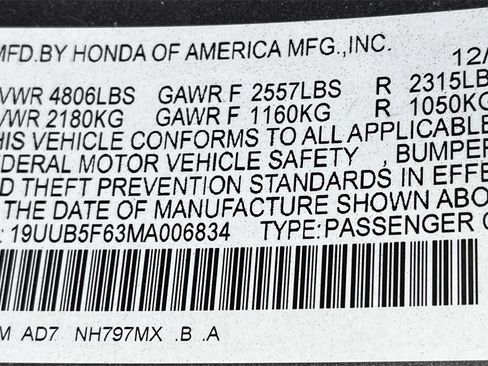 MFD.BY HONDA OF AMERICA MFG.,INC. 12/
VWR 4806LBS GAWR F 2557LBS R 2315LB
VWR 2180KG GAWR F 1160KG R 1050KG
HIS VEHICLE CONFORMS TO ALL APPLICABLE
EDERAL MOTOR VEHICLE SAFETY , BUMPER
D THEFT PREVENTION STANDARDS IN EFFE
THE DATE OF MANUFACTURE SHOWN ABO
: 19UUB5F63MA006834 TYPE:PASSENGER C
M AD7 NH797MX .B .A